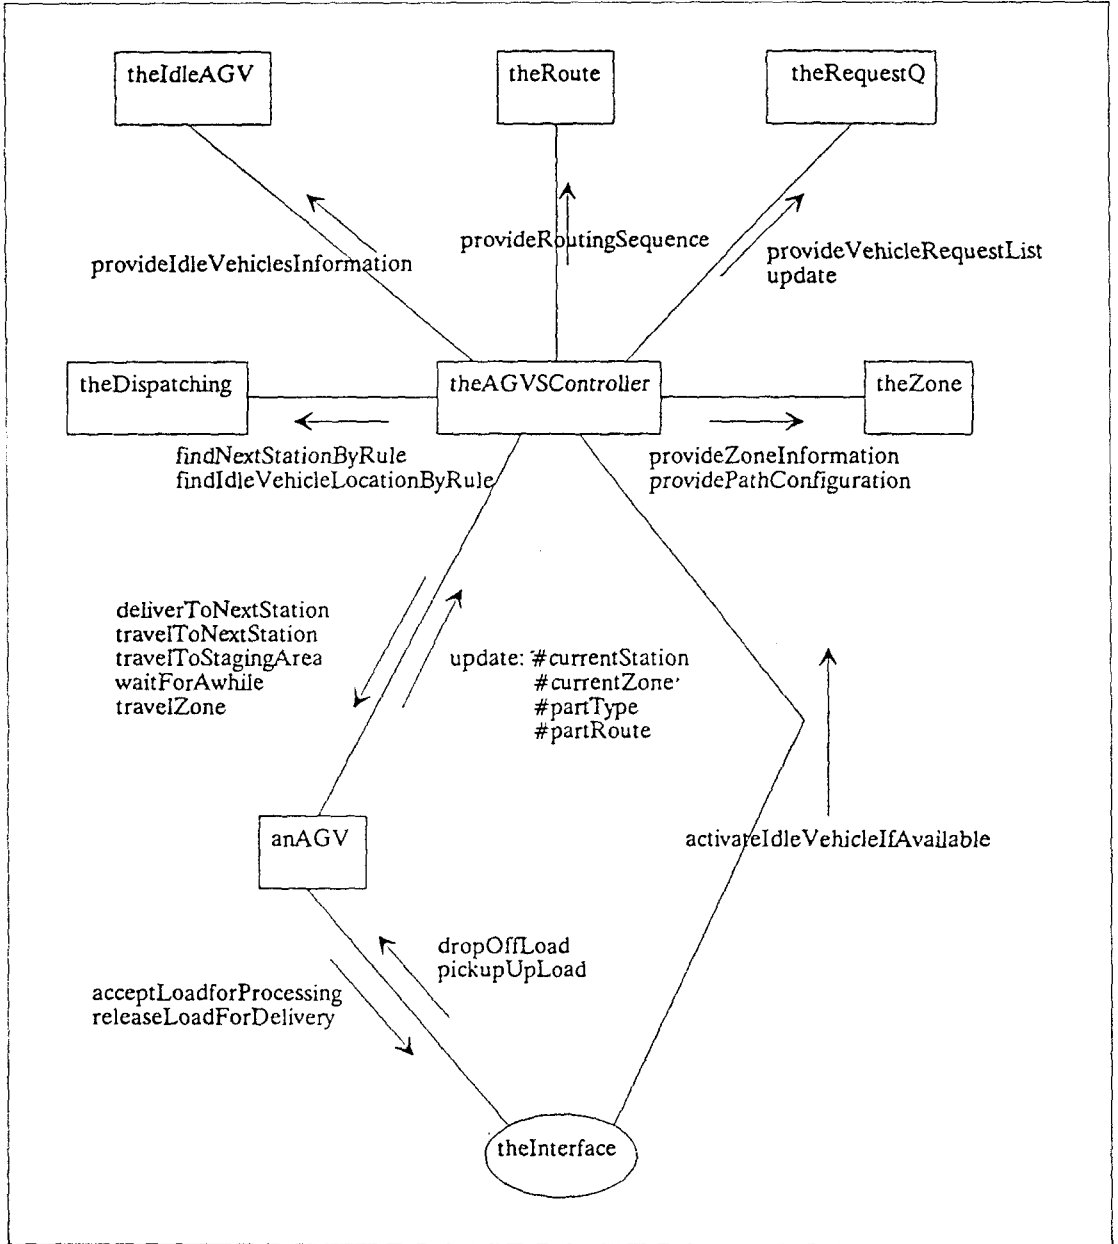 theIdleAGV
theRoute
theRequestQ
provideRoutingSequence
provideVehicleRequestList
update
provideIdleVehiclesInformation
theDispatching
theAGVSController
theZone
findNextStationByRule
findIdleVehicleLocationByRule
provideZoneInformation
providePathConfiguration
deliverToNextStation
travelToNextStation
travelToStagingArea
waitForAwhile
travelZone
update: #currentStation
#currentZone
#partType
#partRoute
anAGV
activateIdleVehicleIfAvailable
dropOffLoad
pickupUpLoad
acceptLoadforProcessing
releaseLoadForDelivery
theInterface